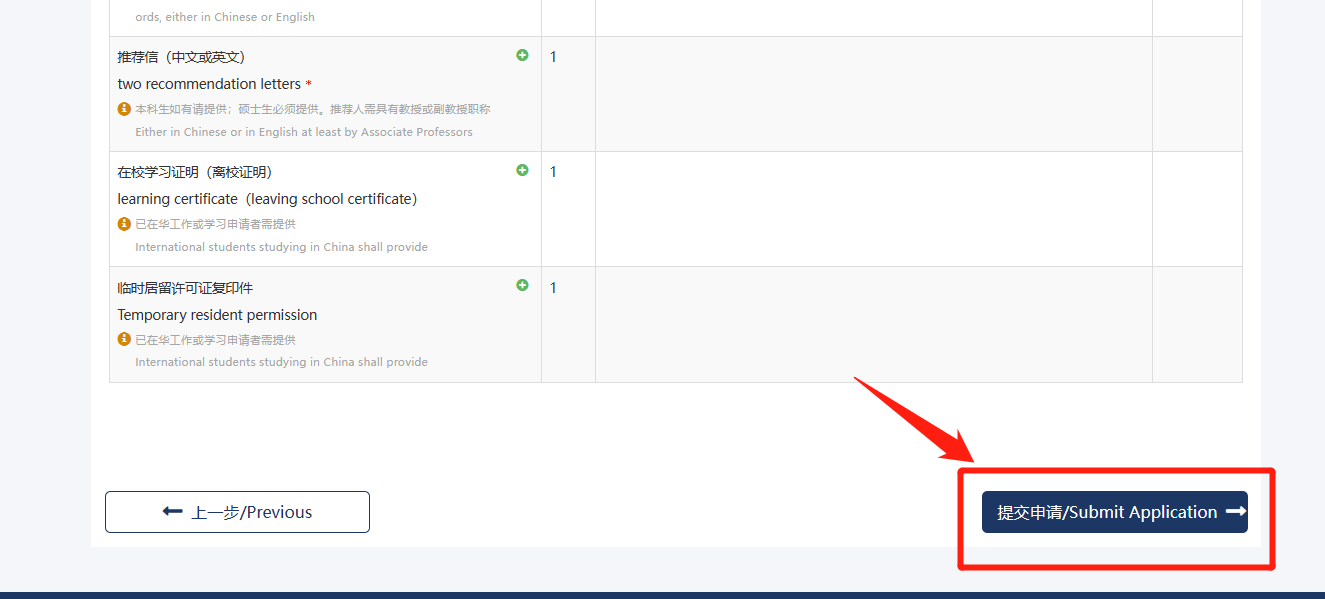 ords, either in Chinese or English
推荐信（中文或英文） 1
two recommendation letters *
本科生如有请提供；硕士生必须提供。推荐人需具有教授或副教授职称
Either in Chinese or in English at least by Associate Professors
在校学习证明（离校证明） 1
learning certificate（leaving school certificate）
已在华工作或学习申请者需提供
International students studying in China shall provide
临时居留许可证复印件 1
Temporary resident permission
已在华工作或学习申请者需提供
International students studying in China shall provide
上一步/Previous
提交申请/Submit Application